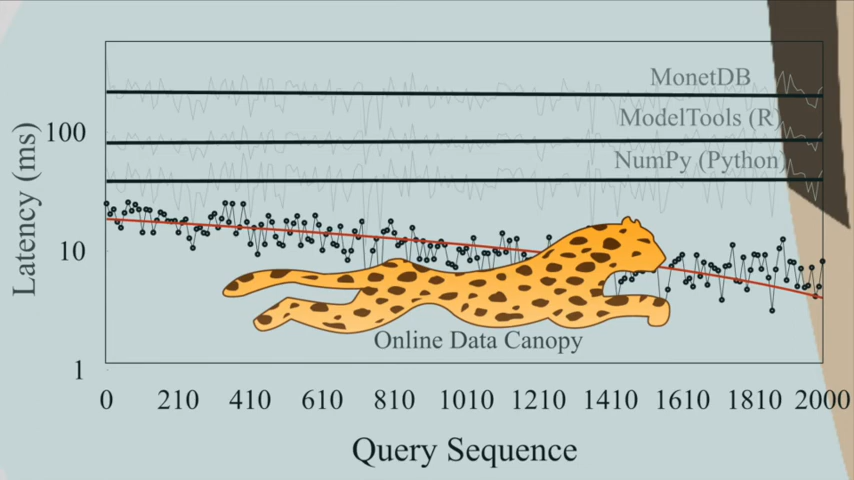 MonetDB
ModelTools (R)
NumPy (Python)
Latency (ms)
100
10
1
Online Data Canopy
0 210 410 610 810 1010 1210 1410 1610 1810 2000
Query Sequence